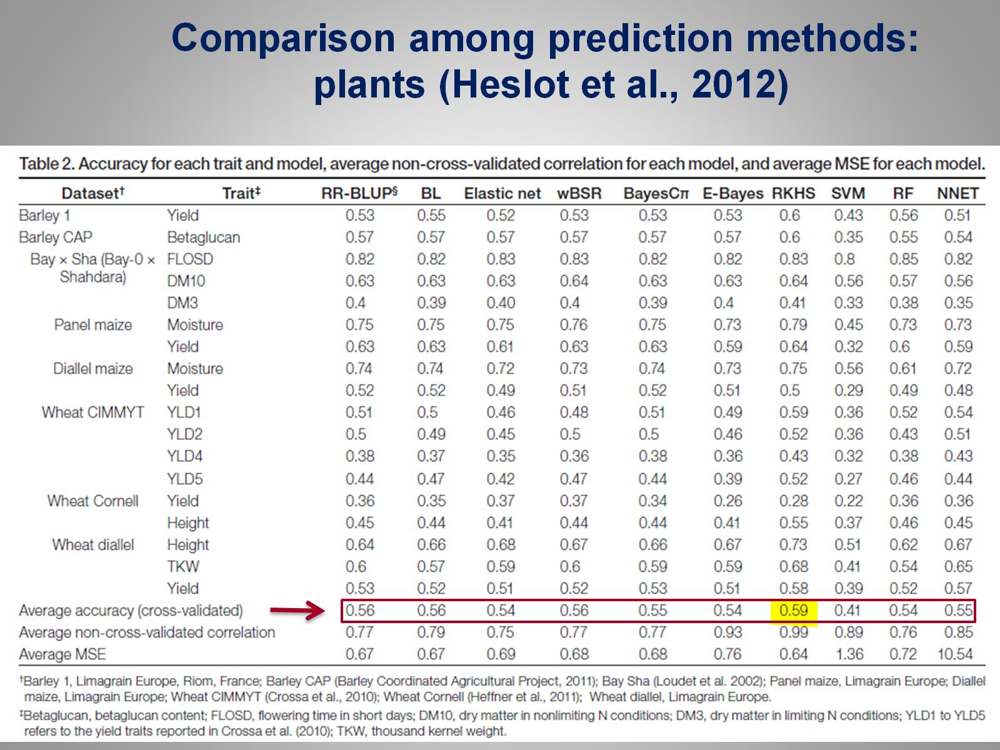 Comparison among prediction methods:
plants (Heslot et al., 2012)
Table 2. Accuracy for each trait and model, average non-cross-validated correlation for each model, and average MSE for each model.
Dataset† Trait‡ RR-BLUP§ BL Elastic net wBSR BayesCπ E-Bayes RKHS SVM RF NNET
Barley 1 Yield 0.53 0.55 0.52 0.53 0.53 0.53 0.6 0.43 0.56 0.51
Barley CAP Betaglucan 0.57 0.57 0.57 0.57 0.57 0.57 0.6 0.35 0.55 0.54
Bay × Sha (Bay-0 × FLOSD 0.82 0.82 0.83 0.83 0.82 0.82 0.83 0.8 0.85 0.82
Shahdara) DM10 0.63 0.63 0.63 0.64 0.63 0.63 0.64 0.56 0.57 0.56
DM3 0.4 0.39 0.40 0.4 0.39 0.4 0.41 0.33 0.38 0.35
Panel maize Moisture 0.75 0.75 0.75 0.76 0.75 0.73 0.79 0.45 0.73 0.73
Yield 0.63 0.63 0.61 0.63 0.63 0.59 0.64 0.32 0.6 0.59
Diallel maize Moisture 0.74 0.74 0.72 0.73 0.74 0.73 0.75 0.56 0.61 0.72
Yield 0.52 0.52 0.49 0.51 0.52 0.51 0.5 0.29 0.49 0.48
Wheat CIMMYT YLD1 0.51 0.5 0.46 0.48 0.51 0.49 0.59 0.36 0.52 0.54
YLD2 0.5 0.49 0.45 0.5 0.5 0.46 0.52 0.36 0.43 0.51
YLD4 0.38 0.37 0.35 0.36 0.38 0.36 0.43 0.32 0.38 0.43
YLD5 0.44 0.47 0.42 0.47 0.44 0.39 0.52 0.27 0.46 0.44
Wheat Cornell Yield 0.36 0.35 0.37 0.37 0.34 0.26 0.28 0.22 0.36 0.36
Height 0.45 0.44 0.41 0.44 0.44 0.41 0.55 0.37 0.46 0.45
Wheat diallel Height 0.64 0.66 0.68 0.67 0.66 0.67 0.73 0.51 0.62 0.67
TKW 0.6 0.57 0.59 0.6 0.59 0.59 0.68 0.41 0.54 0.65
Yield 0.53 0.52 0.51 0.52 0.53 0.51 0.58 0.39 0.52 0.57
Average accuracy (cross-validated) 0.56 0.56 0.54 0.56 0.55 0.54 0.59 0.41 0.54 0.55
Average non-cross-validated correlation 0.77 0.79 0.75 0.77 0.77 0.93 0.99 0.89 0.76 0.85
Average MSE 0.67 0.67 0.69 0.68 0.68 0.76 0.64 1.36 0.72 10.54
†Barley 1, Limagrain Europe, Riom, France; Barley CAP (Barley Coordinated Agricultural Project, 2011); Bay Sha (Loudet et al. 2002); Panel maize, Limagrain Europe; Diallel
maize, Limagrain Europe; Wheat CIMMYT (Crossa et al., 2010); Wheat Cornell (Heffner et al., 2011); Wheat diallel, Limagrain Europe.
‡Betaglucan, betaglucan content; FLOSD, flowering time in short days; DM10, dry matter in nonlimiting N conditions; DM3, dry matter in limiting N conditions; YLD1 to YLD5
refers to the yield traits reported in Crossa et al. (2010); TKW, thousand kernel weight.